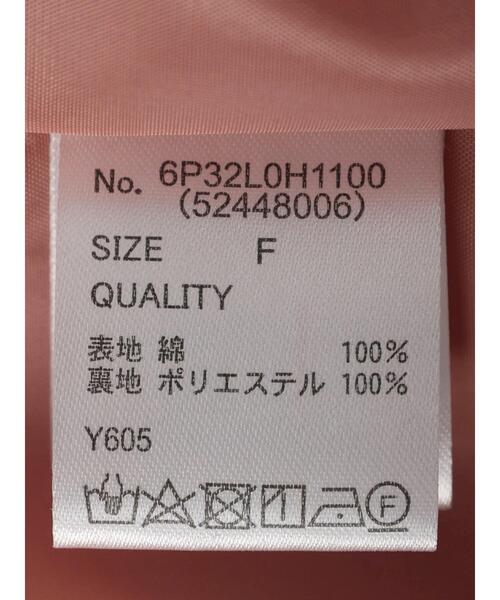 No. 6P32L0H1100
(52448006)
SIZE F
QUALITY
表地 綿 100%
裏地 ポリエステル 100%
Y605
F